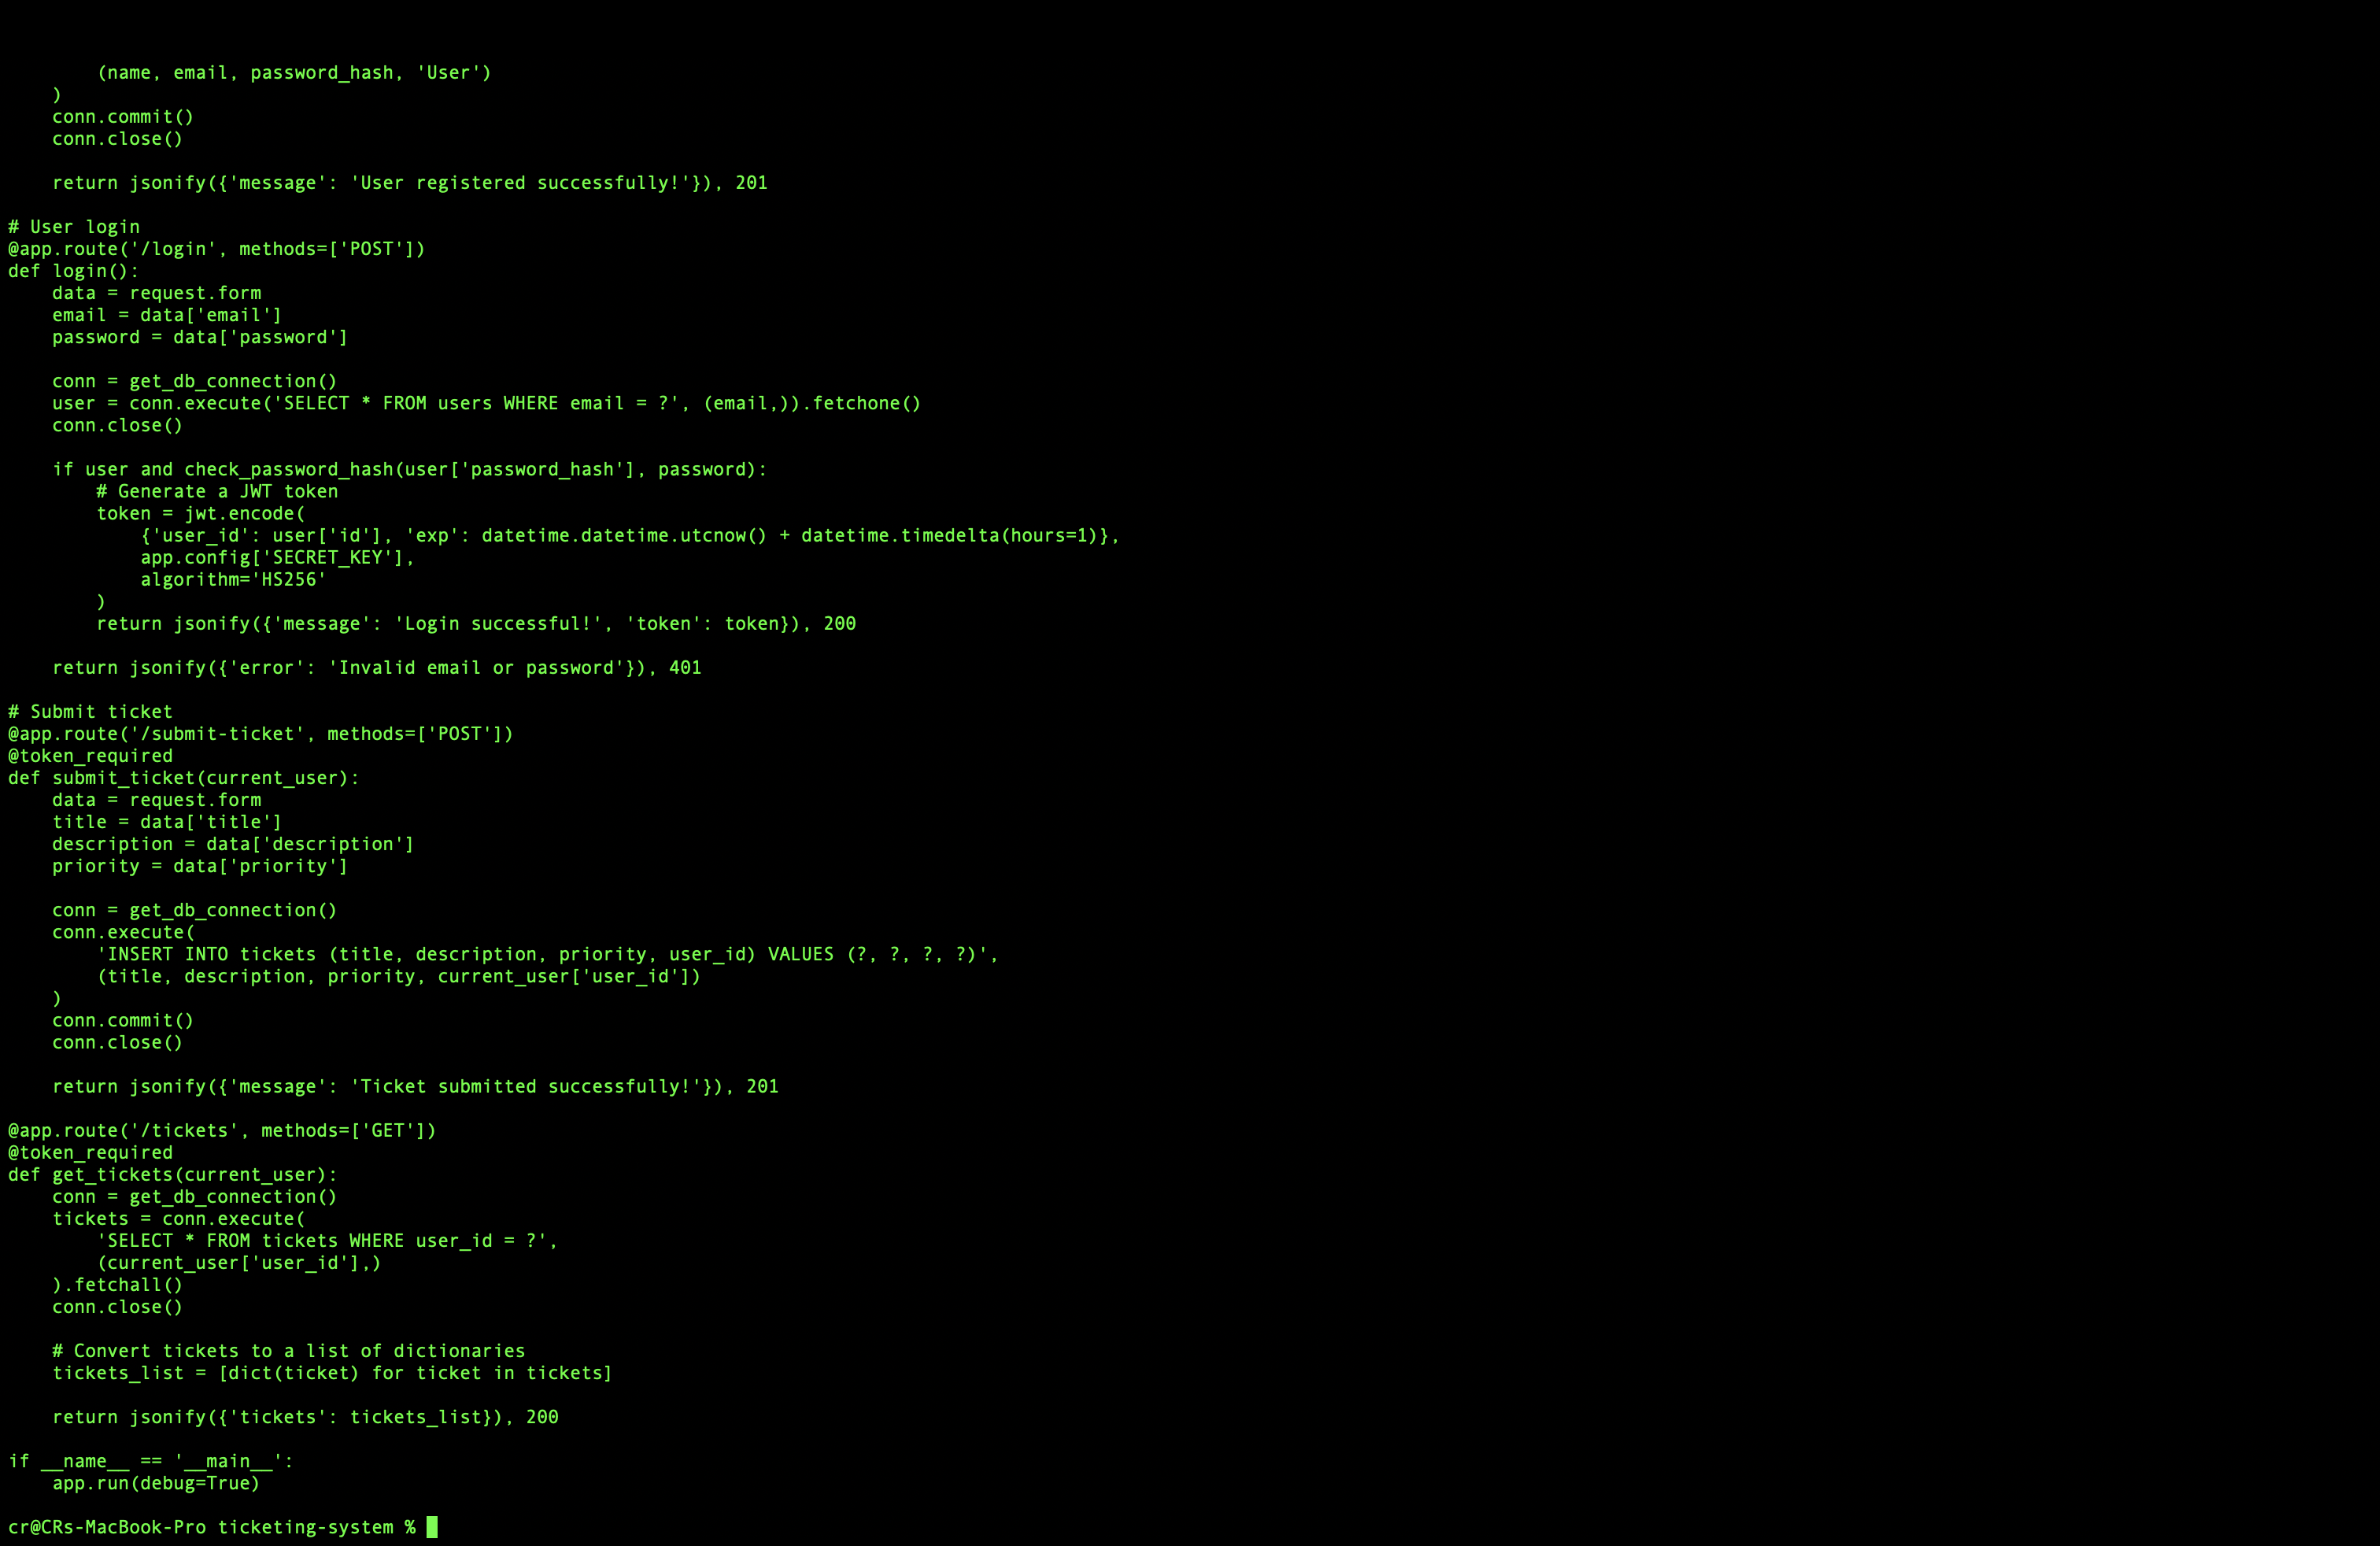 (name, email, password_hash, 'User')
    )
    conn.commit()
    conn.close()

    return jsonify({'message': 'User registered successfully!'}), 201

# User login
@app.route('/login', methods=['POST'])
def login():
    data = request.form
    email = data['email']
    password = data['password']

    conn = get_db_connection()
    user = conn.execute('SELECT * FROM users WHERE email = ?', (email,)).fetchone()
    conn.close()

    if user and check_password_hash(user['password_hash'], password):
        # Generate a JWT token
        token = jwt.encode(
            {'user_id': user['id'], 'exp': datetime.datetime.utcnow() + datetime.timedelta(hours=1)},
            app.config['SECRET_KEY'],
            algorithm='HS256'
        )
        return jsonify({'message': 'Login successful!', 'token': token}), 200

    return jsonify({'error': 'Invalid email or password'}), 401

# Submit ticket
@app.route('/submit-ticket', methods=['POST'])
@token_required
def submit_ticket(current_user):
    data = request.form
    title = data['title']
    description = data['description']
    priority = data['priority']

    conn = get_db_connection()
    conn.execute(
        'INSERT INTO tickets (title, description, priority, user_id) VALUES (?, ?, ?, ?)',
        (title, description, priority, current_user['user_id'])
    )
    conn.commit()
    conn.close()

    return jsonify({'message': 'Ticket submitted successfully!'}), 201

@app.route('/tickets', methods=['GET'])
@token_required
def get_tickets(current_user):
    conn = get_db_connection()
    tickets = conn.execute(
        'SELECT * FROM tickets WHERE user_id = ?',
        (current_user['user_id'],)
    ).fetchall()
    conn.close()

    # Convert tickets to a list of dictionaries
    tickets_list = [dict(ticket) for ticket in tickets]

    return jsonify({'tickets': tickets_list}), 200

if __name__ == '__main__':
    app.run(debug=True)

cr@CRs-MacBook-Pro ticketing-system %